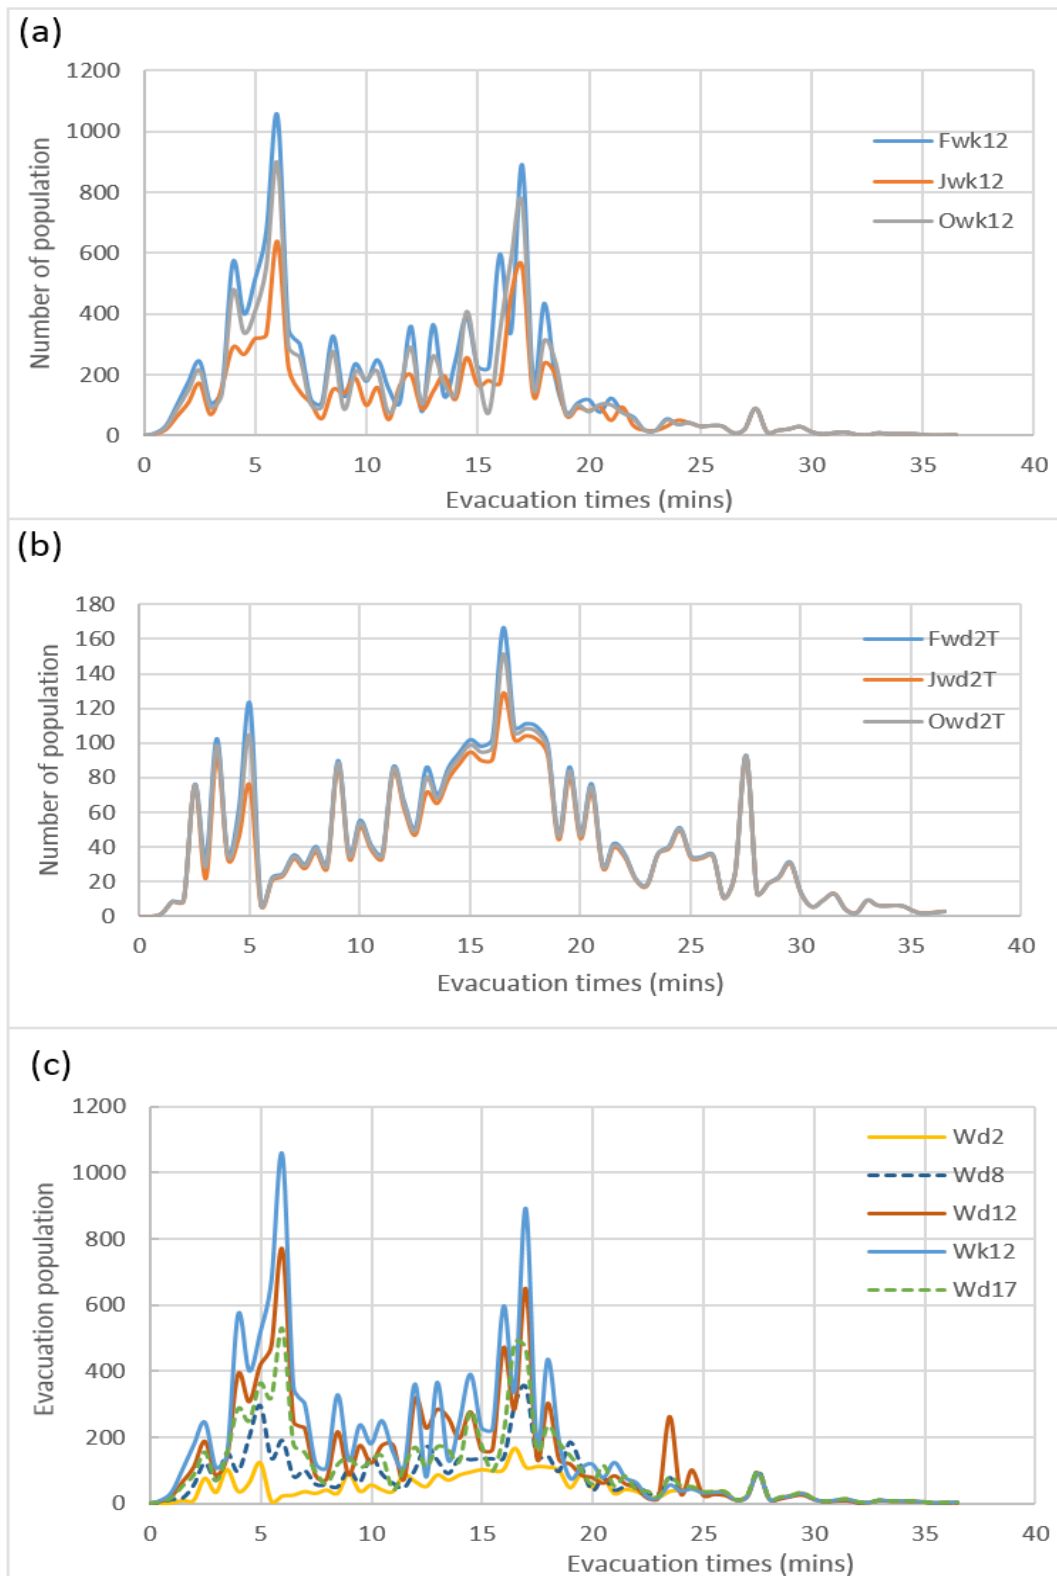 (a)
1200
1000
800
600
400
200
0
Number of population
Fwk12
Jwk12
Owk12
0 5 10 15 20 25 30 35 40
Evacuation times (mins)
(b)
180
160
140
120
100
80
60
40
20
0
Number of population
Fwd2T
Jwd2T
Owd2T
0 5 10 15 20 25 30 35 40
Evacuation times (mins)
(c)
1200
1000
800
600
400
200
0
Evacuation population
Wd2
Wd8
Wd12
Wk12
Wd17
0 5 10 15 20 25 30 35 40
Evacuation times (mins)